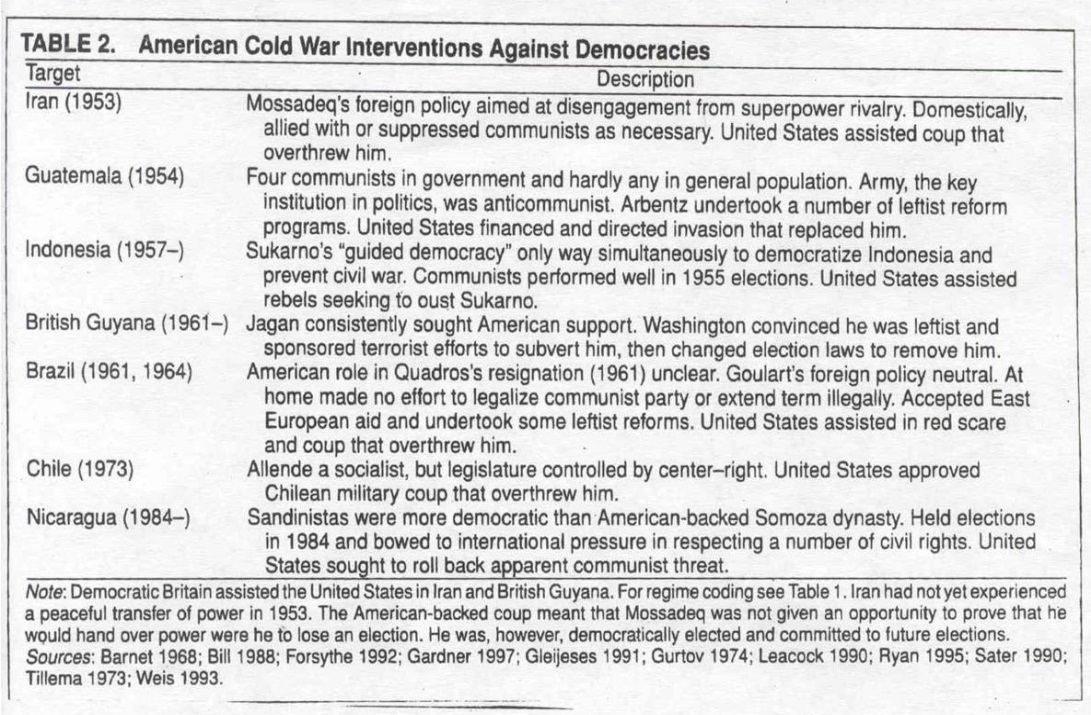 TABLE 2. American Cold War Interventions Against Democracies
Target Description
Iran (1953) Mossadeq's foreign policy aimed at disengagement from superpower rivalry. Domestically,
allied with or suppressed communists as necessary. United States assisted coup that
overthrew him.
Guatemala (1954) Four communists in government and hardly any in general population. Army, the key
institution in politics, was anticommunist. Arbentz undertook a number of leftist reform
programs. United States financed and directed invasion that replaced him.
Indonesia (1957–) Sukarno's "guided democracy" only way simultaneously to democratize Indonesia and
prevent civil war. Communists performed well in 1955 elections. United States assisted
rebels seeking to oust Sukarno.
British Guyana (1961–) Jagan consistently sought American support. Washington convinced he was leftist and
sponsored terrorist efforts to subvert him, then changed election laws to remove him.
Brazil (1961, 1964) American role in Quadros's resignation (1961) unclear. Goulart's foreign policy neutral. At
home made no effort to legalize communist party or extend term illegally. Accepted East
European aid and undertook some leftist reforms. United States assisted in red scare
and coup that overthrew him.
Chile (1973) Allende a socialist, but legislature controlled by center–right. United States approved
Chilean military coup that overthrew him.
Nicaragua (1984–) Sandinistas were more democratic than American-backed Somoza dynasty. Held elections
in 1984 and bowed to international pressure in respecting a number of civil rights. United
States sought to roll back apparent communist threat.
Note: Democratic Britain assisted the United States in Iran and British Guyana. For regime coding see Table 1. Iran had not yet experienced
a peaceful transfer of power in 1953. The American-backed coup meant that Mossadeq was not given an opportunity to prove that he
would hand over power were he to lose an election. He was, however, democratically elected and committed to future elections.
Sources: Barnet 1968; Bill 1988; Forsythe 1992; Gardner 1997; Gleijeses 1991; Gurtov 1974; Leacock 1990; Ryan 1995; Sater 1990;
Tillema 1973; Weis 1993.